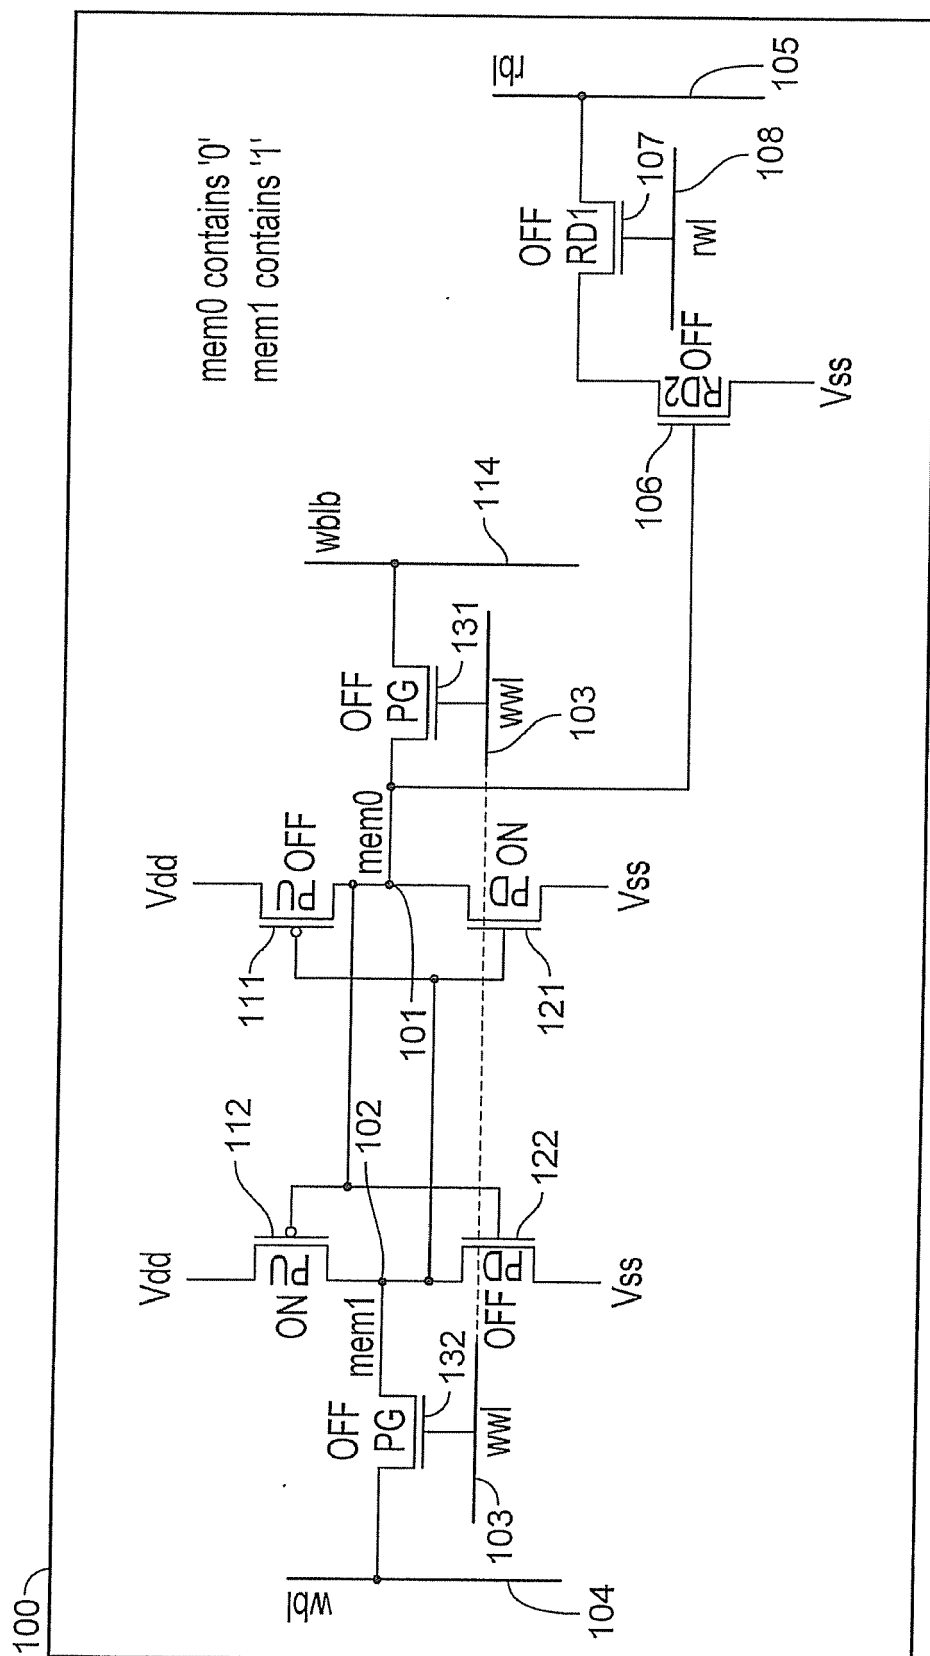 100
mem0 contains '0'
mem1 contains '1'
Vdd
112
PU
ON
102
mem1
OFF
PG
132
wwl
103
wbl
104
PD
OFF
122
Vss
Vdd
111
PU OFF
101
mem0
PD
ON
121
Vss
OFF
PG
131
wwl
103
wblb
114
106
RD2 OFF
Vss
OFF
RD1
107
rwl
108
rbl
105